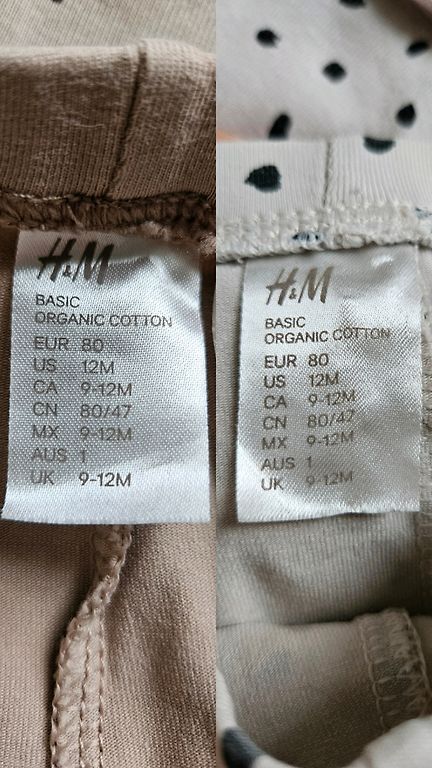 H&M
BASIC
ORGANIC COTTON
EUR 80
US 12M
CA 9-12M
CN 80/47
MX 9-12M
AUS 1
UK 9-12M
H&M
BASIC
ORGANIC COTTON
EUR 80
US 12M
CA 9-12M
CN 80/47
MX 9-12M
AUS 1
UK 9-12M